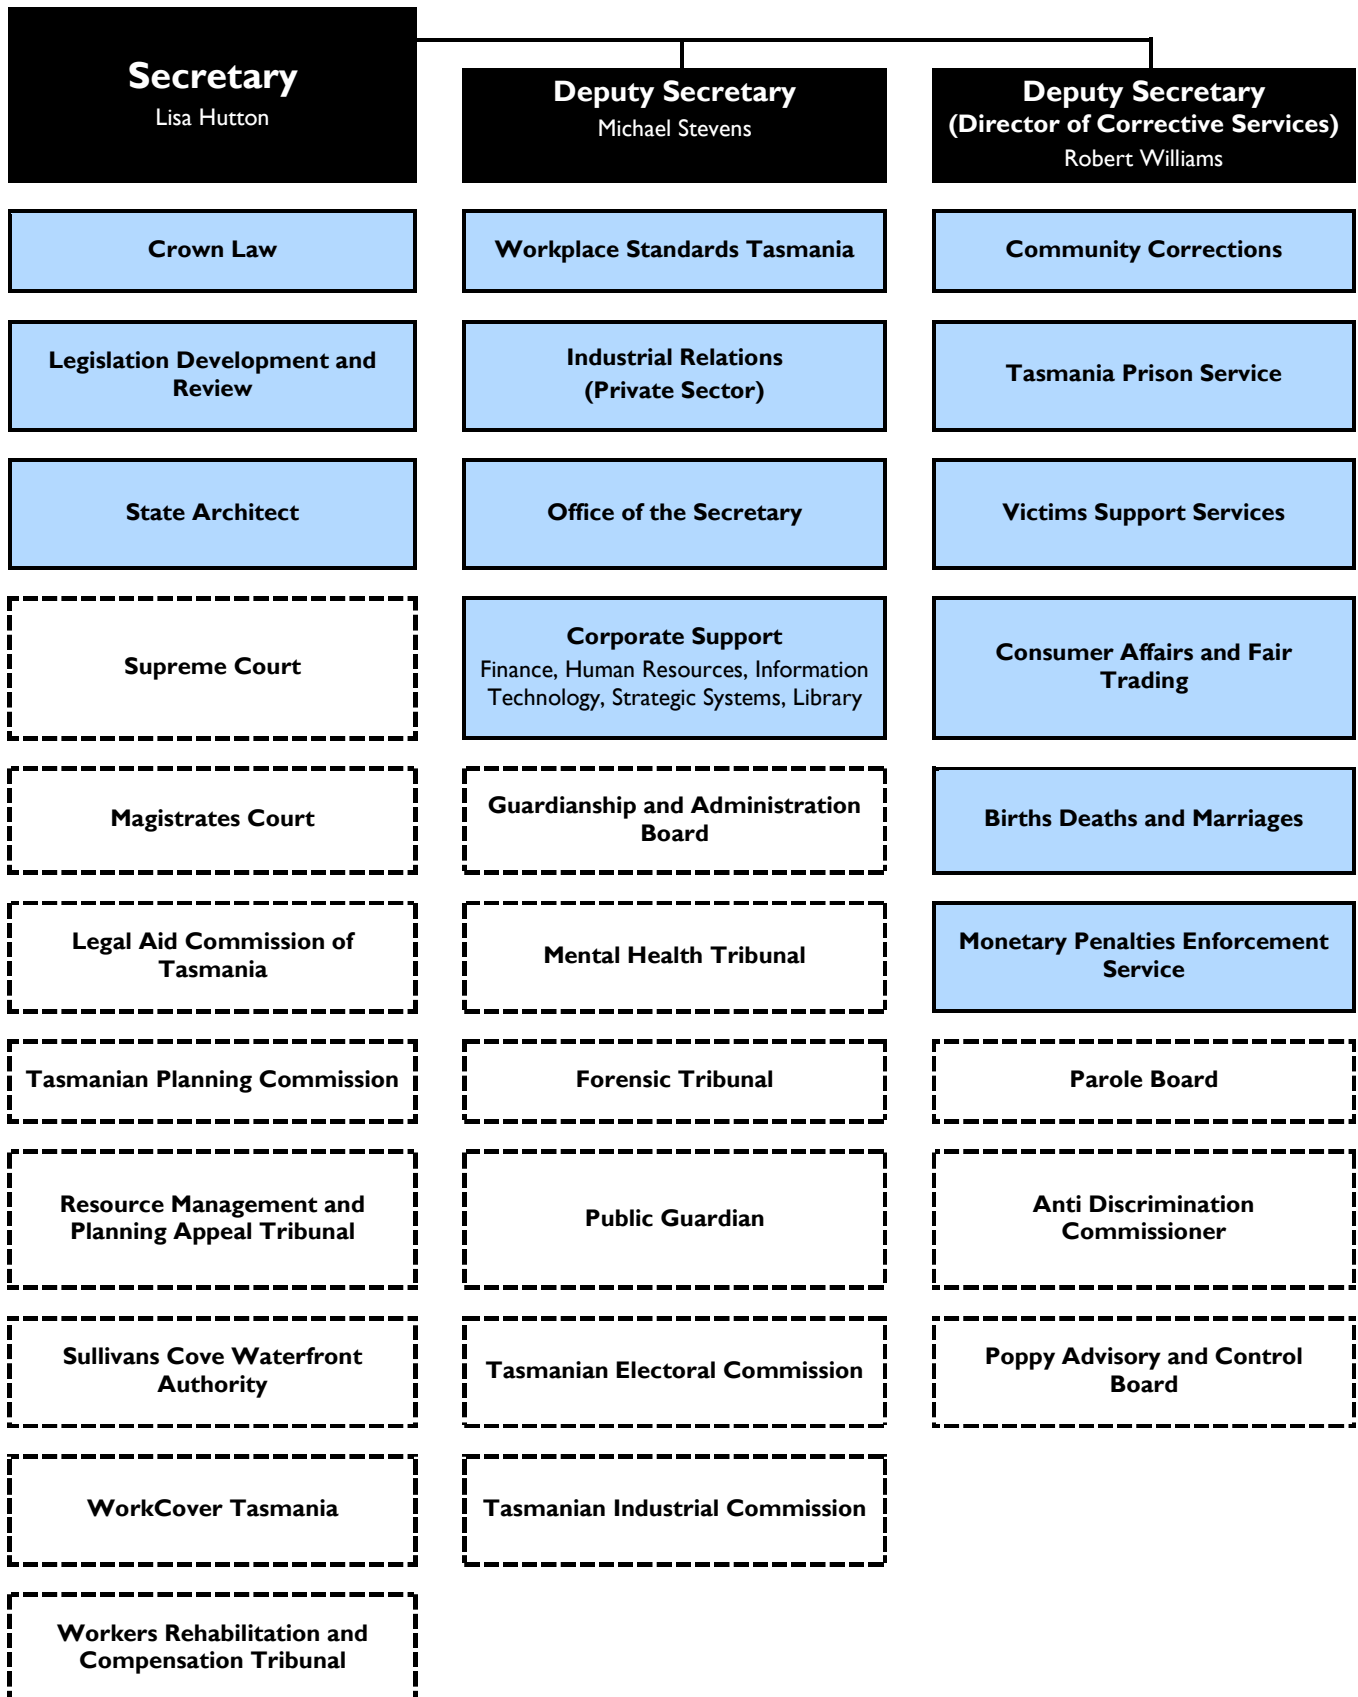 Secretary
Lisa Hutton
Deputy Secretary
Michael Stevens
Deputy Secretary
(Director of Corrective Services)
Robert Williams
Crown Law
Workplace Standards Tasmania
Community Corrections
Legislation Development and
Review
Industrial Relations
(Private Sector)
Tasmania Prison Service
State Architect
Office of the Secretary
Victims Support Services
Supreme Court
Corporate Support
Finance, Human Resources, Information
Technology, Strategic Systems, Library
Consumer Affairs and Fair
Trading
Magistrates Court
Guardianship and Administration
Board
Births Deaths and Marriages
Legal Aid Commission of
Tasmania
Mental Health Tribunal
Monetary Penalties Enforcement
Service
Tasmanian Planning Commission
Forensic Tribunal
Parole Board
Resource Management and
Planning Appeal Tribunal
Public Guardian
Anti Discrimination
Commissioner
Sullivans Cove Waterfront
Authority
Tasmanian Electoral Commission
Poppy Advisory and Control
Board
WorkCover Tasmania
Tasmanian Industrial Commission
Workers Rehabilitation and
Compensation Tribunal